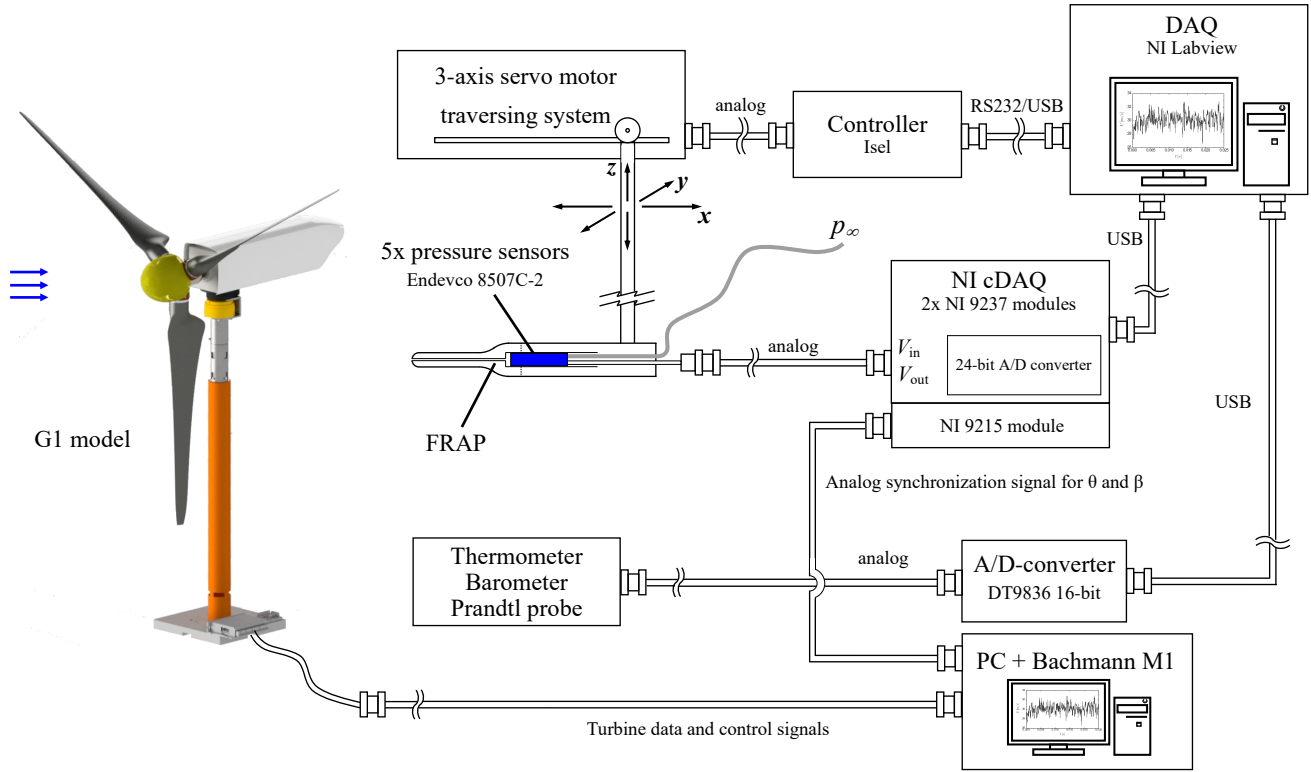 DAQ
NI Labview
3-axis servo motor
traversing system
analog
Controller
Isel
RS232/USB
z
y
x
p∞
5x pressure sensors
Endevco 8507C-2
USB
NI cDAQ
2x NI 9237 modules
Vin
Vout
24-bit A/D converter
analog
NI 9215 module
USB
FRAP
G1 model
Analog synchronization signal for θ and β
Thermometer
Barometer
Prandtl probe
analog
A/D-converter
DT9836 16-bit
PC + Bachmann M1
Turbine data and control signals